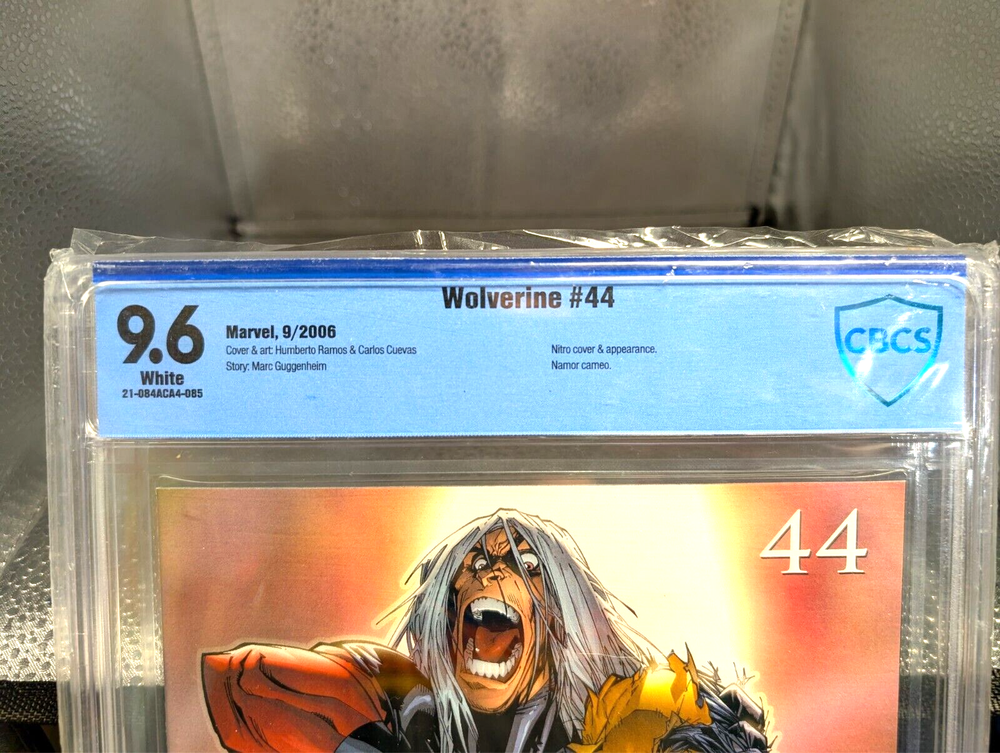 Wolverine #44
9.6
White
21-084ACA4-085
Marvel, 9/2006
Cover & art: Humberto Ramos & Carlos Cuevas
Story: Marc Guggenheim
Nitro cover & appearance.
Namor cameo.
CBCS
44